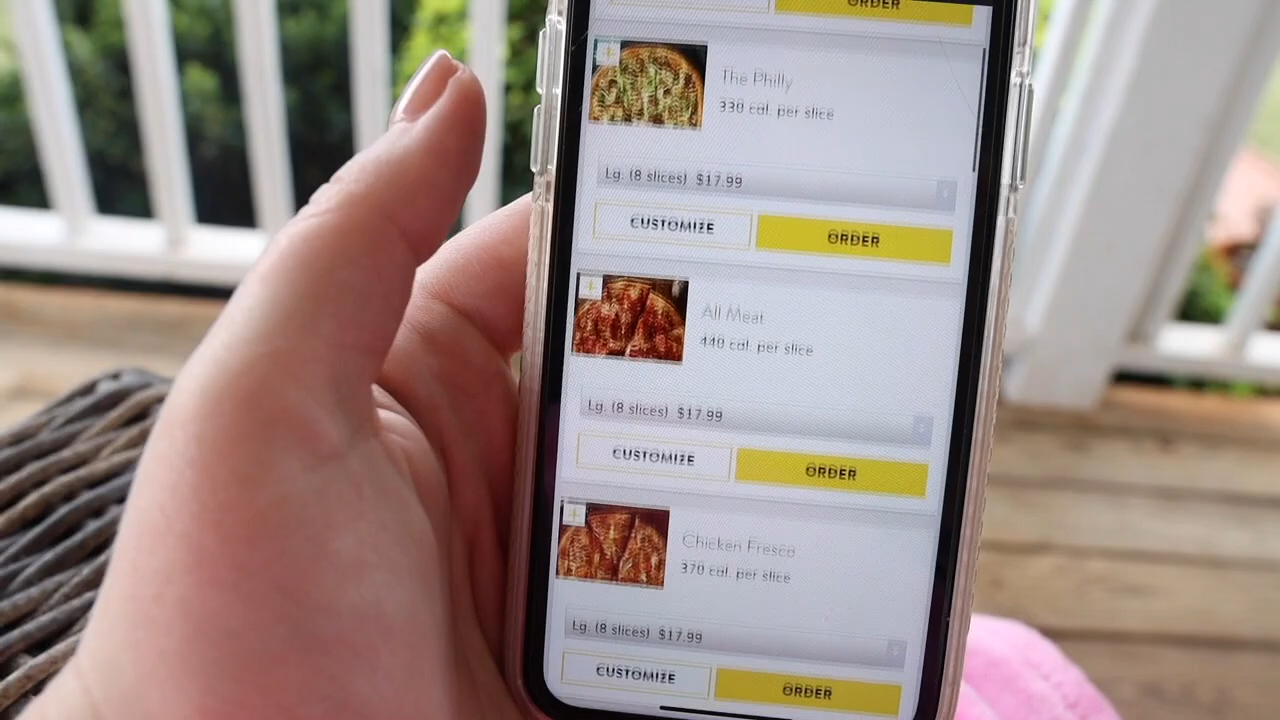 ORDER
The Philly
330 cal. per slice
Lg. (8 slices) $17.99
CUSTOMIZE
ORDER
All Meat
440 cal. per slice
Lg. (8 slices) $17.99
CUSTOMIZE
ORDER
Chicken Fresco
370 cal. per slice
Lg. (8 slices) $17.99
CUSTOMIZE
ORDER